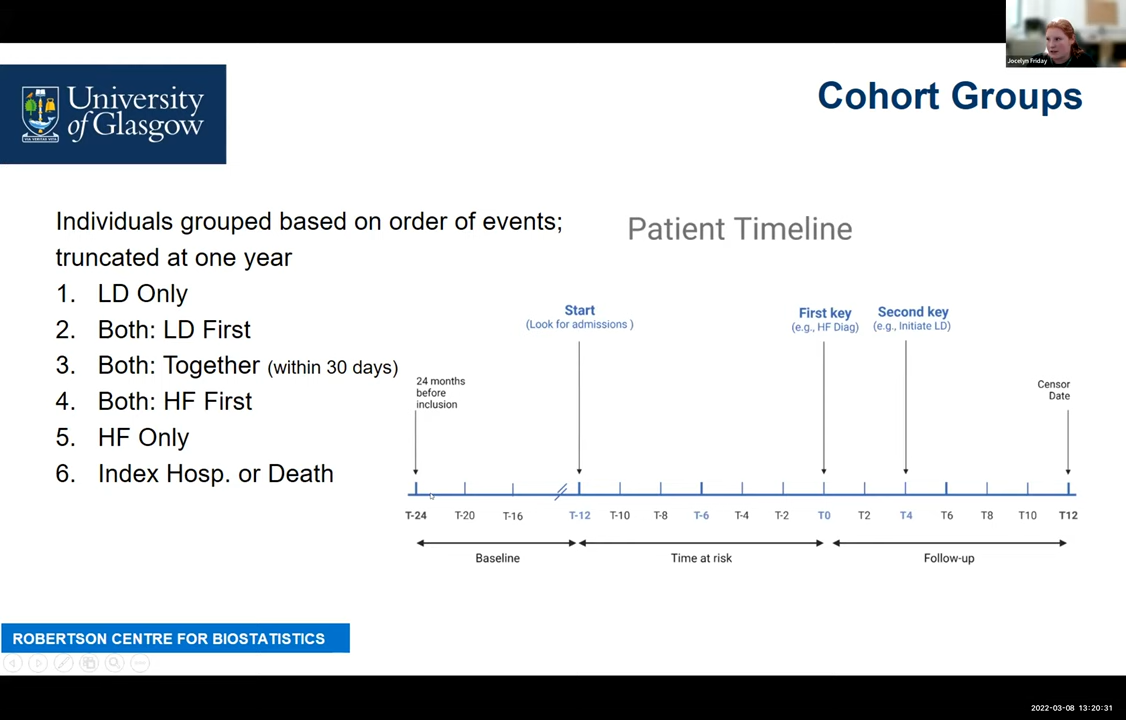 Jocelyn Friday
University
of Glasgow
Cohort Groups
Individuals grouped based on order of events;
truncated at one year
1. LD Only
2. Both: LD First
3. Both: Together (within 30 days)
4. Both: HF First
5. HF Only
6. Index Hosp. or Death
Patient Timeline
Start
(Look for admissions )
First key
(e.g., HF Diag)
Second key
(e.g., Initiate LD)
24 months
before
inclusion
Censor
Date
T-24 T-20 T-16 T-12 T-10 T-8 T-6 T-4 T-2 T0 T2 T4 T6 T8 T10 T12
Baseline Time at risk Follow-up
ROBERTSON CENTRE FOR BIOSTATISTICS
2022-03-08 13:20:31